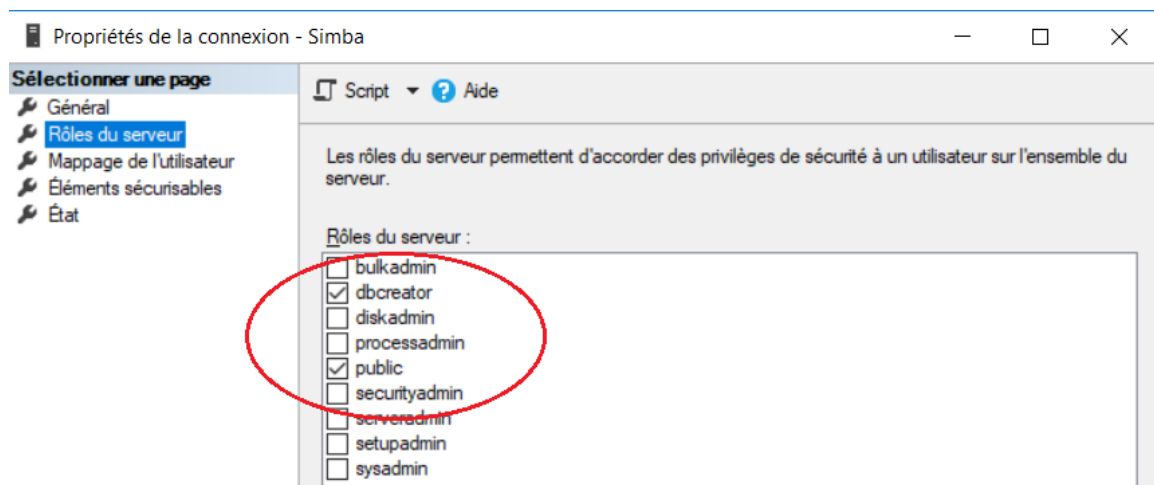 Propriétés de la connexion - Simba
Sélectionner une page
Général
Rôles du serveur
Mappage de l'utilisateur
Éléments sécurisables
État
Script
Aide
Les rôles du serveur permettent d'accorder des privilèges de sécurité à un utilisateur sur l'ensemble du
serveur.
Rôles du serveur :
bulkadmin
dbcreator
diskadmin
processadmin
public
securityadmin
serveradmin
setupadmin
sysadmin